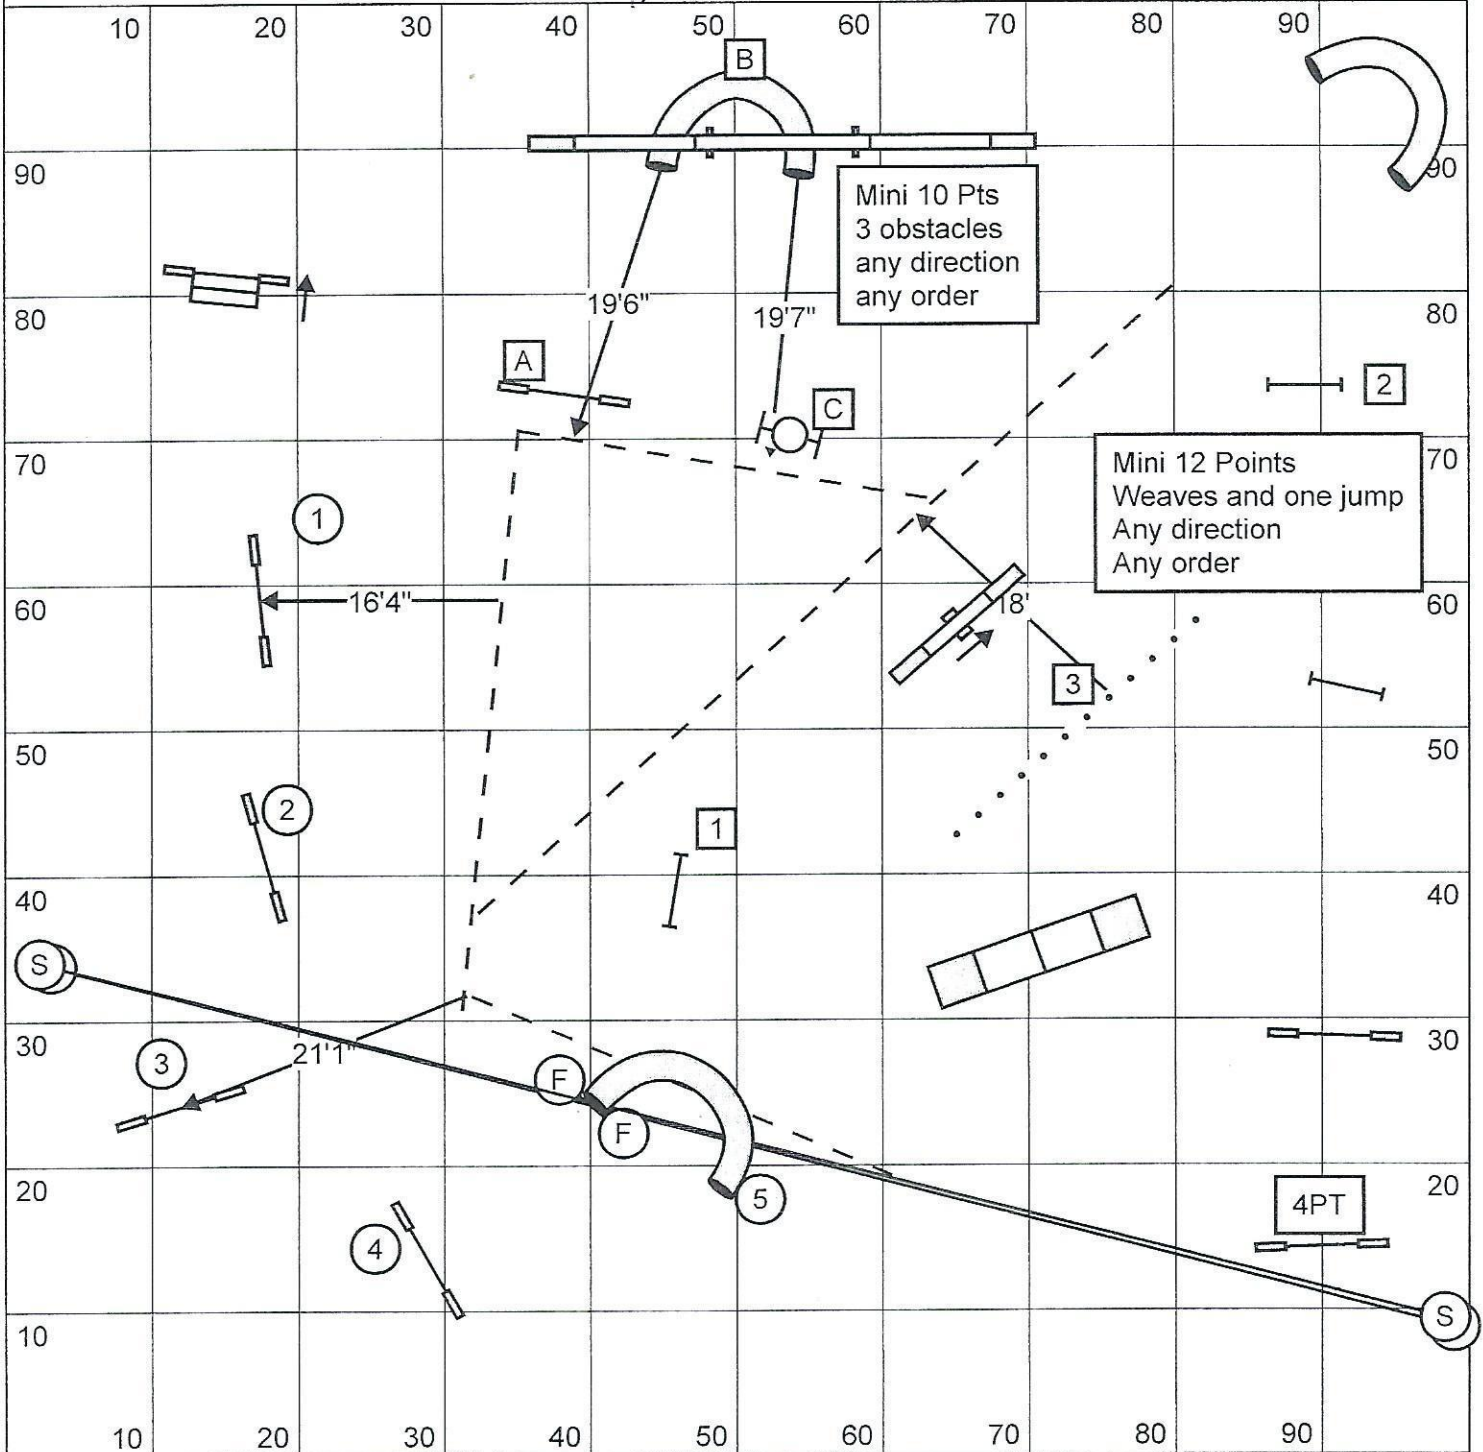 10 20 30 40 50 60 70 80 90
B
90 90
Mini 10 Pts
3 obstacles
any direction
any order
80 19'6" 19'7" 80
A
2
C
70 70
Mini 12 Points
Weaves and one jump
Any direction
Any order
1
60 16'4" 18' 60
3
50 50
2 1
40 40
S
30 21'1" 30
3 F
F
20 5 20
4PT
4
S
10
10 20 30 40 50 60 70 80 90